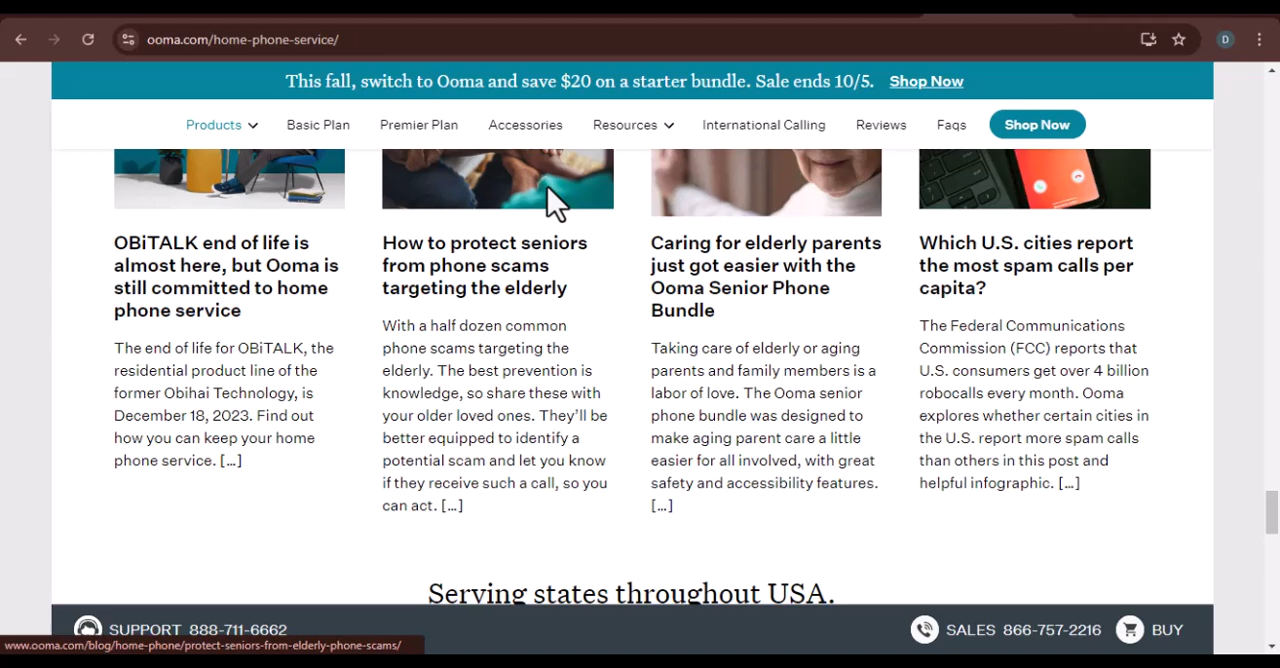 ooma.com/home-phone-service/
D
This fall, switch to Ooma and save $20 on a starter bundle. Sale ends 10/5. Shop Now
Products Basic Plan Premier Plan Accessories Resources International Calling Reviews Faqs Shop Now
OBiTALK end of life is
almost here, but Ooma is
still committed to home
phone service
The end of life for OBiTALK, the
residential product line of the
former Obihai Technology, is
December 18, 2023. Find out
how you can keep your home
phone service. [...]
How to protect seniors
from phone scams
targeting the elderly
With a half dozen common
phone scams targeting the
elderly. The best prevention is
knowledge, so share these with
your older loved ones. They’ll be
better equipped to identify a
potential scam and let you know
if they receive such a call, so you
can act. [...]
Caring for elderly parents
just got easier with the
Ooma Senior Phone
Bundle
Taking care of elderly or aging
parents and family members is a
labor of love. The Ooma senior
phone bundle was designed to
make aging parent care a little
easier for all involved, with great
safety and accessibility features.
[...]
Which U.S. cities report
the most spam calls per
capita?
The Federal Communications
Commission (FCC) reports that
U.S. consumers get over 4 billion
robocalls every month. Ooma
explores whether certain cities in
the U.S. report more spam calls
than others in this post and
helpful infographic. [...]
Serving states throughout USA.
SUPPORT 888-711-6662
SALES 866-757-2216 BUY
www.ooma.com/blog/home-phone/protect-seniors-from-elderly-phone-scams/